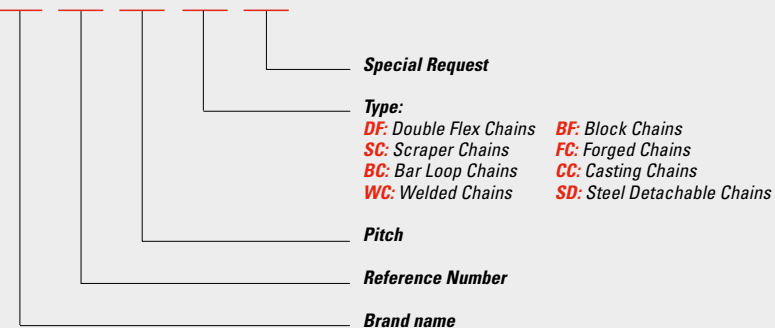 Special Request
Type:
DF: Double Flex Chains BF: Block Chains
SC: Scraper Chains FC: Forged Chains
BC: Bar Loop Chains CC: Casting Chains
WC: Welded Chains SD: Steel Detachable Chains
Pitch
Reference Number
Brand name